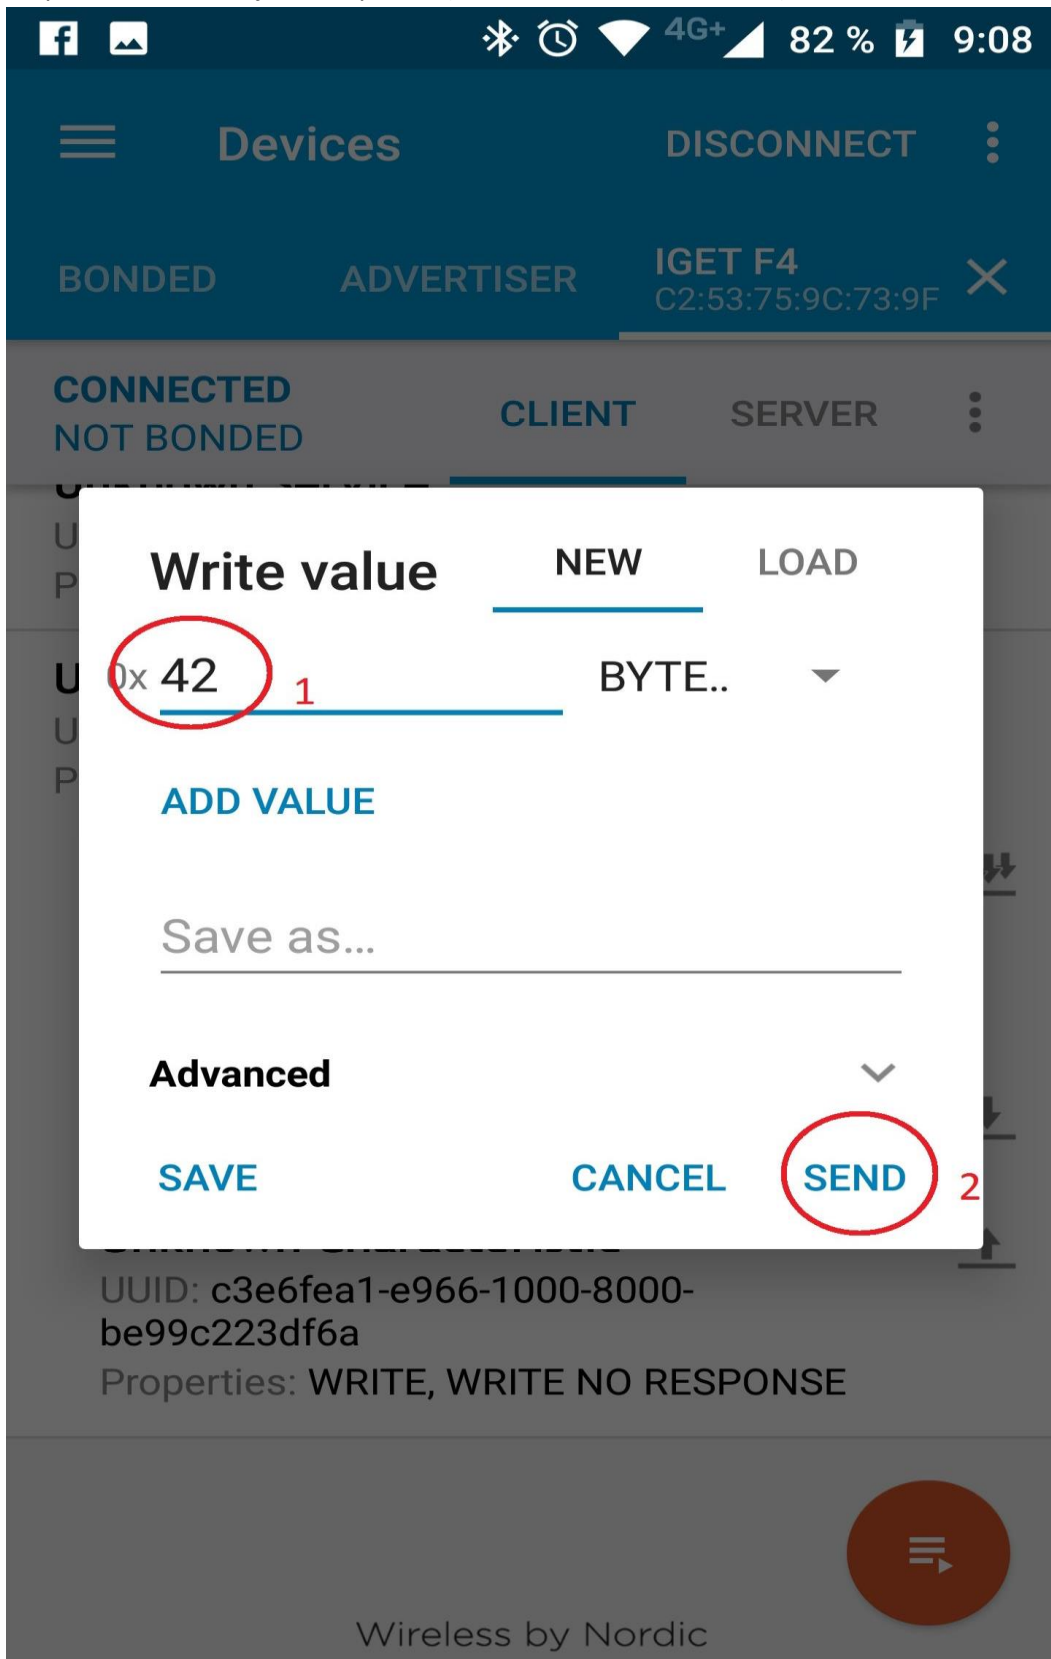 4G+ 82 % 9:08
Devices DISCONNECT
BONDED ADVERTISER IGET F4
C2:53:75:9C:73:9F
CONNECTED
NOT BONDED
CLIENT SERVER
U
P
Write value NEW LOAD
U 0x 42 1 BYTE..
U
P
ADD VALUE
Save as...
Advanced
SAVE CANCEL SEND 2
UUID: c3e6fea1-e966-1000-8000-
be99c223df6a
Properties: WRITE, WRITE NO RESPONSE
Wireless by Nordic